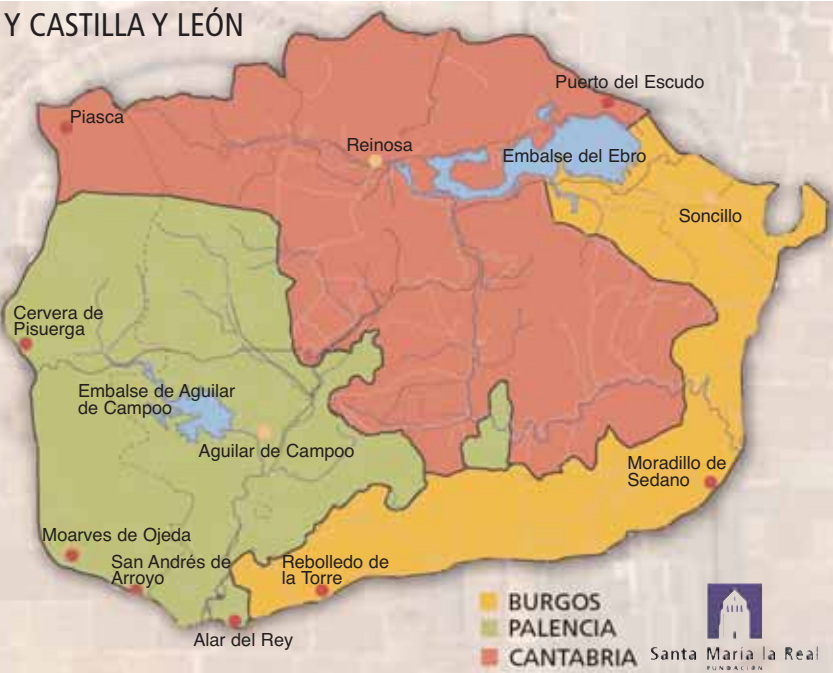 Y CASTILLA Y LEÓN
Puerto del Escudo
Piasca
Reinosa
Embalse del Ebro
Soncillo
Cervera de
Pisuerga
Embalse de Aguilar
de Campoo
Aguilar de Campoo
Moradillo de
Sedano
Moarves de Ojeda
San Andrés de
Arroyo
Rebolledo de
la Torre
Alar del Rey
BURGOS
PALENCIA
CANTABRIA
Santa María la Real
FUNDACIÓN